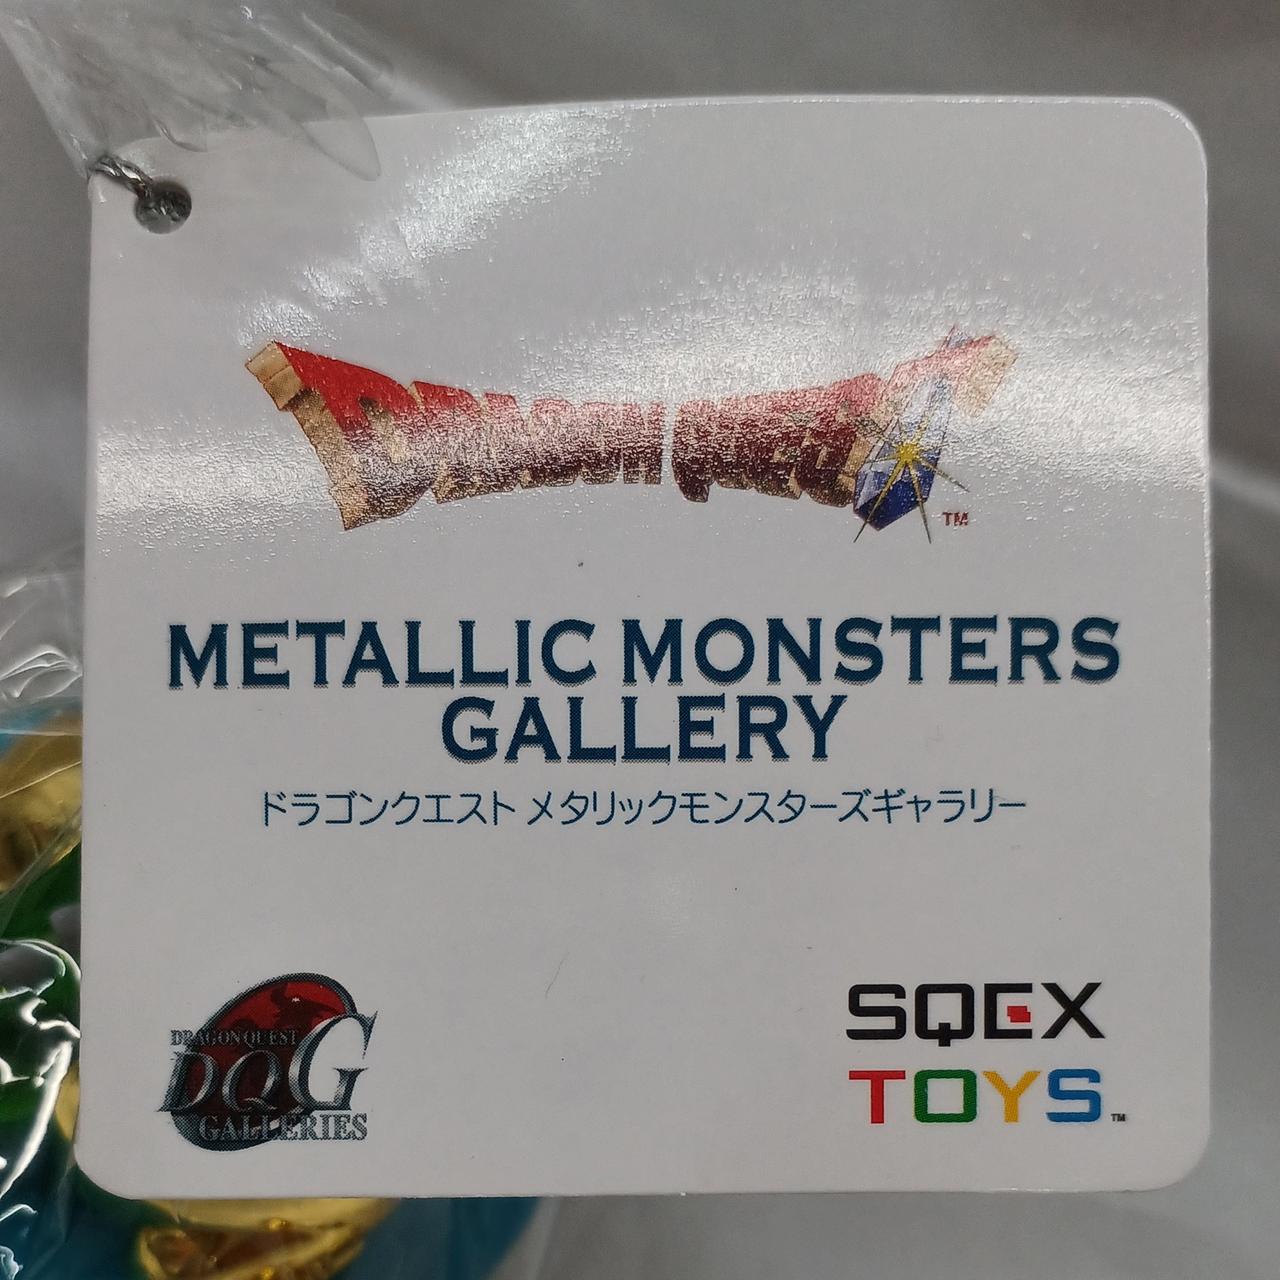 DRAGON QUEST
TM
METALLIC MONSTERS
GALLERY
ドラゴンクエスト メタリックモンスターズギャラリー
DRAGON QUEST
DQG
GALLERIES
SQEX
TOYS
TM